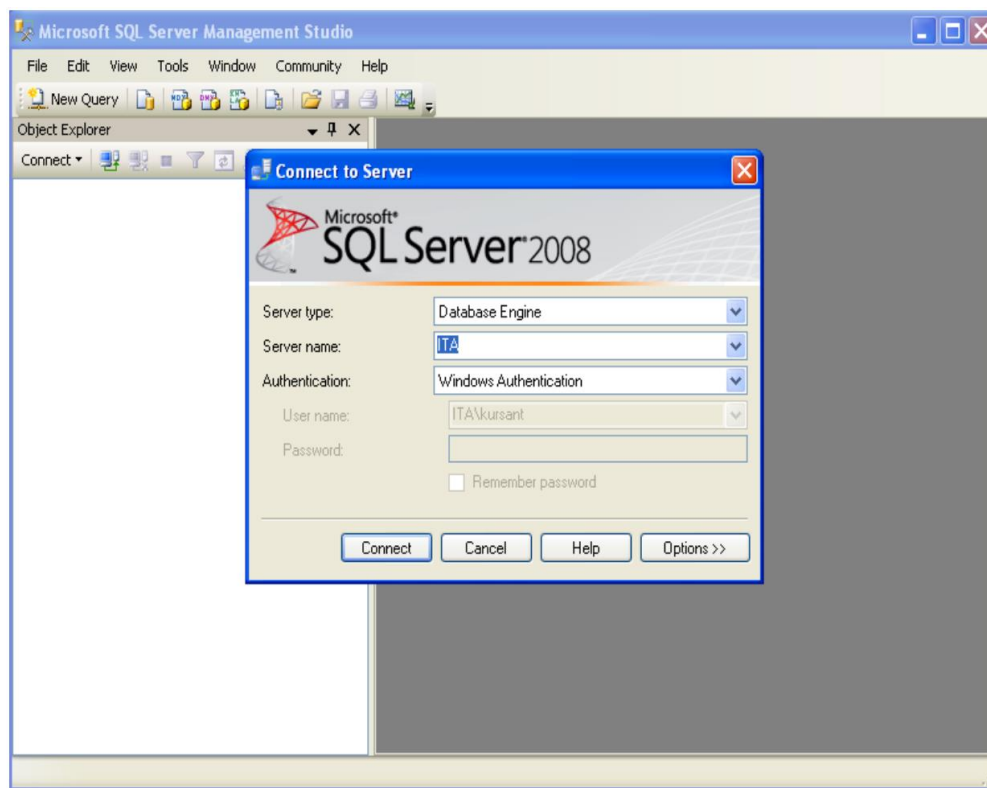 Microsoft SQL Server Management Studio
File Edit View Tools Window Community Help
New Query
Object Explorer
Connect
Connect to Server
Microsoft®
SQL Server®2008
Server type: Database Engine
Server name: ITA
Authentication: Windows Authentication
User name: ITA\kursant
Password:
Remember password
Connect Cancel Help Options >>